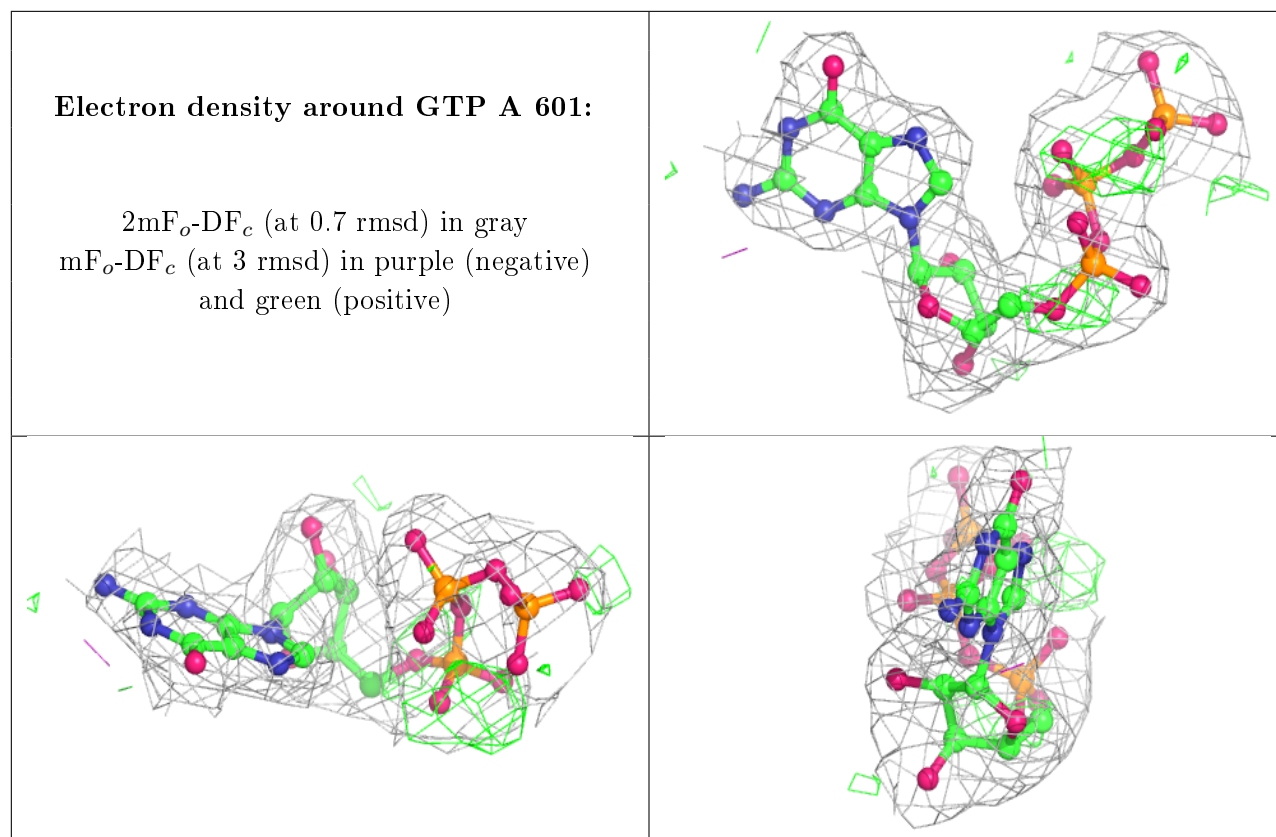 Electron density around GTP A 601:
2mFo-DFc (at 0.7 rmsd) in gray
mFo-DFc (at 3 rmsd) in purple (negative)
and green (positive)